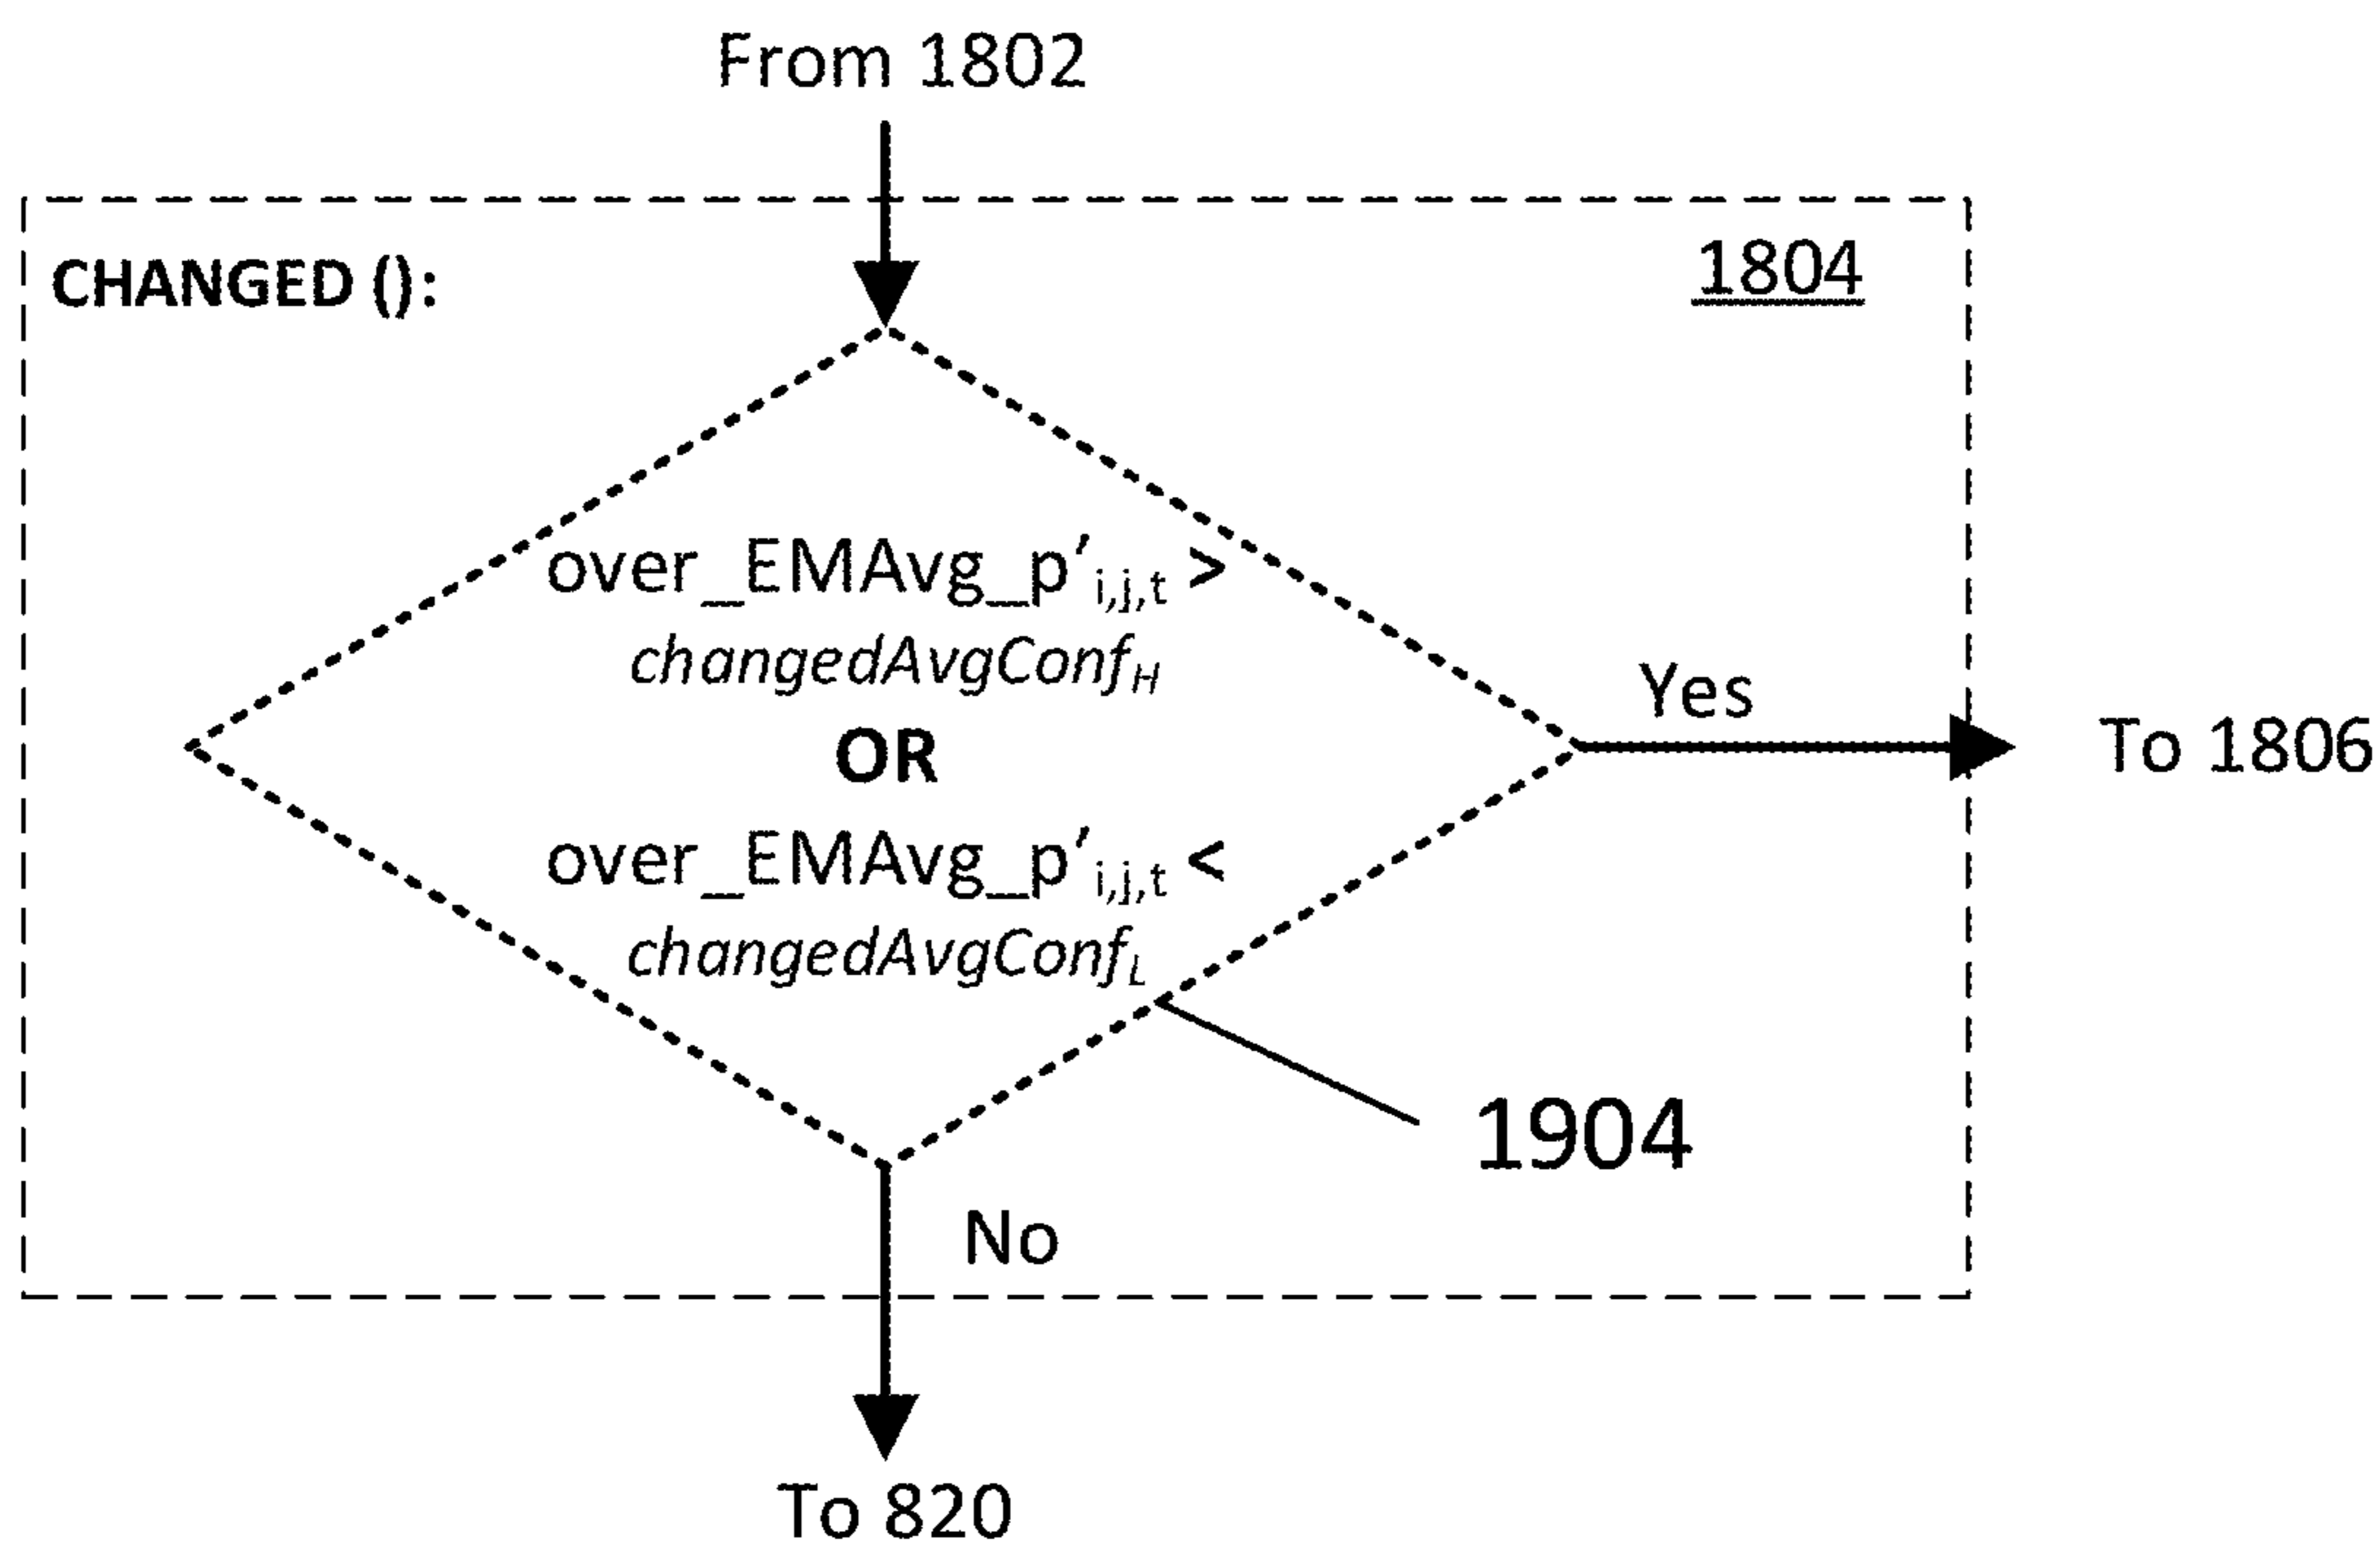 From 1802
CHANGED ():
1804
over_EMAvg_p′i,j,t >
changedAvgConfH
OR
over_EMAvg_p′i,j,t <
changedAvgConfL
Yes
To 1806
1904
No
To 820